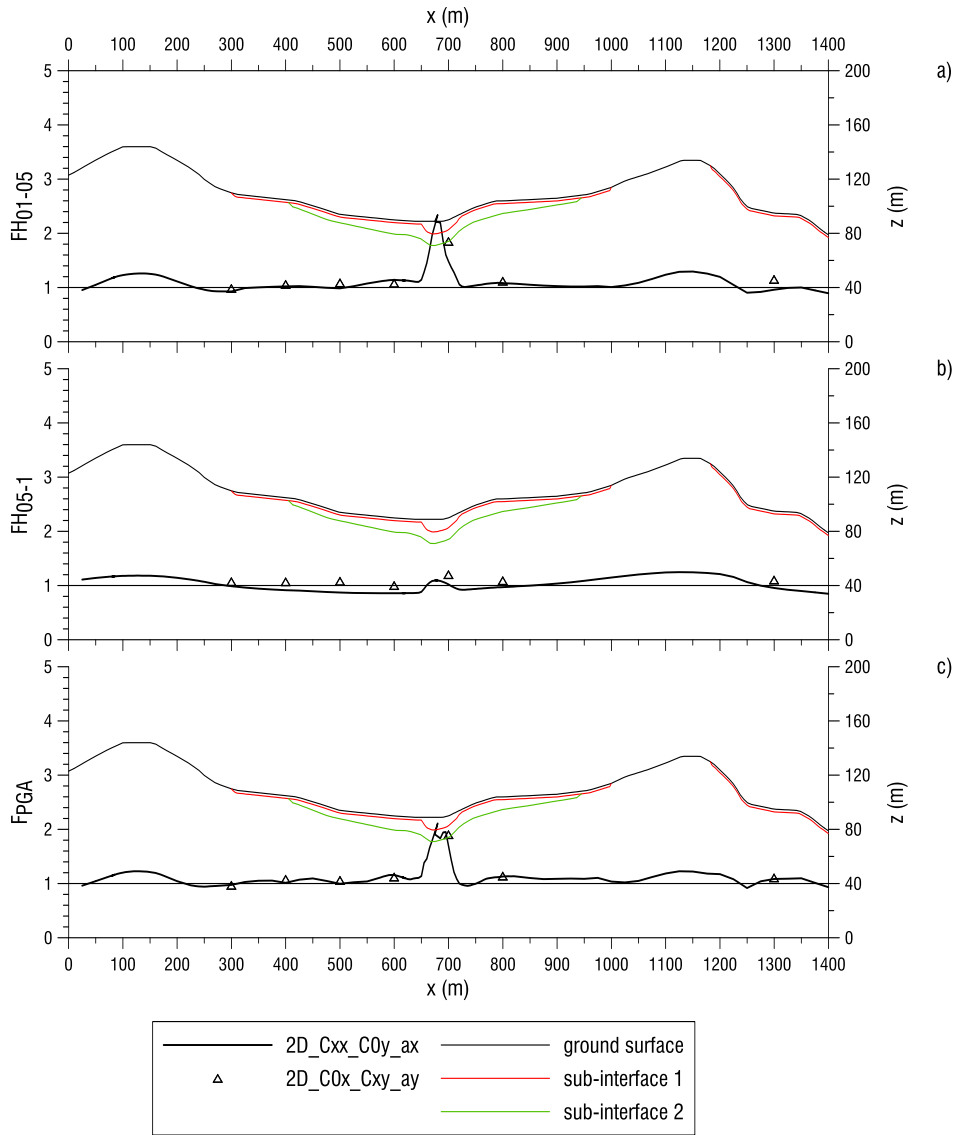 x (m)
0 100 200 300 400 500 600 700 800 900 1000 1100 1200 1300 1400
a)
5 4 3 2 1 0
FH01-05
200 160 120 80 40 0
z (m)
b)
5 4 3 2 1 0
FH05-1
200 160 120 80 40 0
z (m)
c)
5 4 3 2 1 0
FPGA
200 160 120 80 40 0
z (m)
0 100 200 300 400 500 600 700 800 900 1000 1100 1200 1300 1400
x (m)
2D_Cxx_C0y_ax ground surface
2D_C0x_Cxy_ay sub-interface 1
sub-interface 2